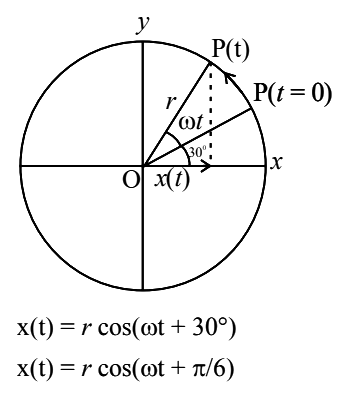 y
P(t)
P(t = 0)
r
ωt
30°
O
x(t)
x
x(t) = r cos(ωt + 30°)
x(t) = r cos(ωt + π/6)